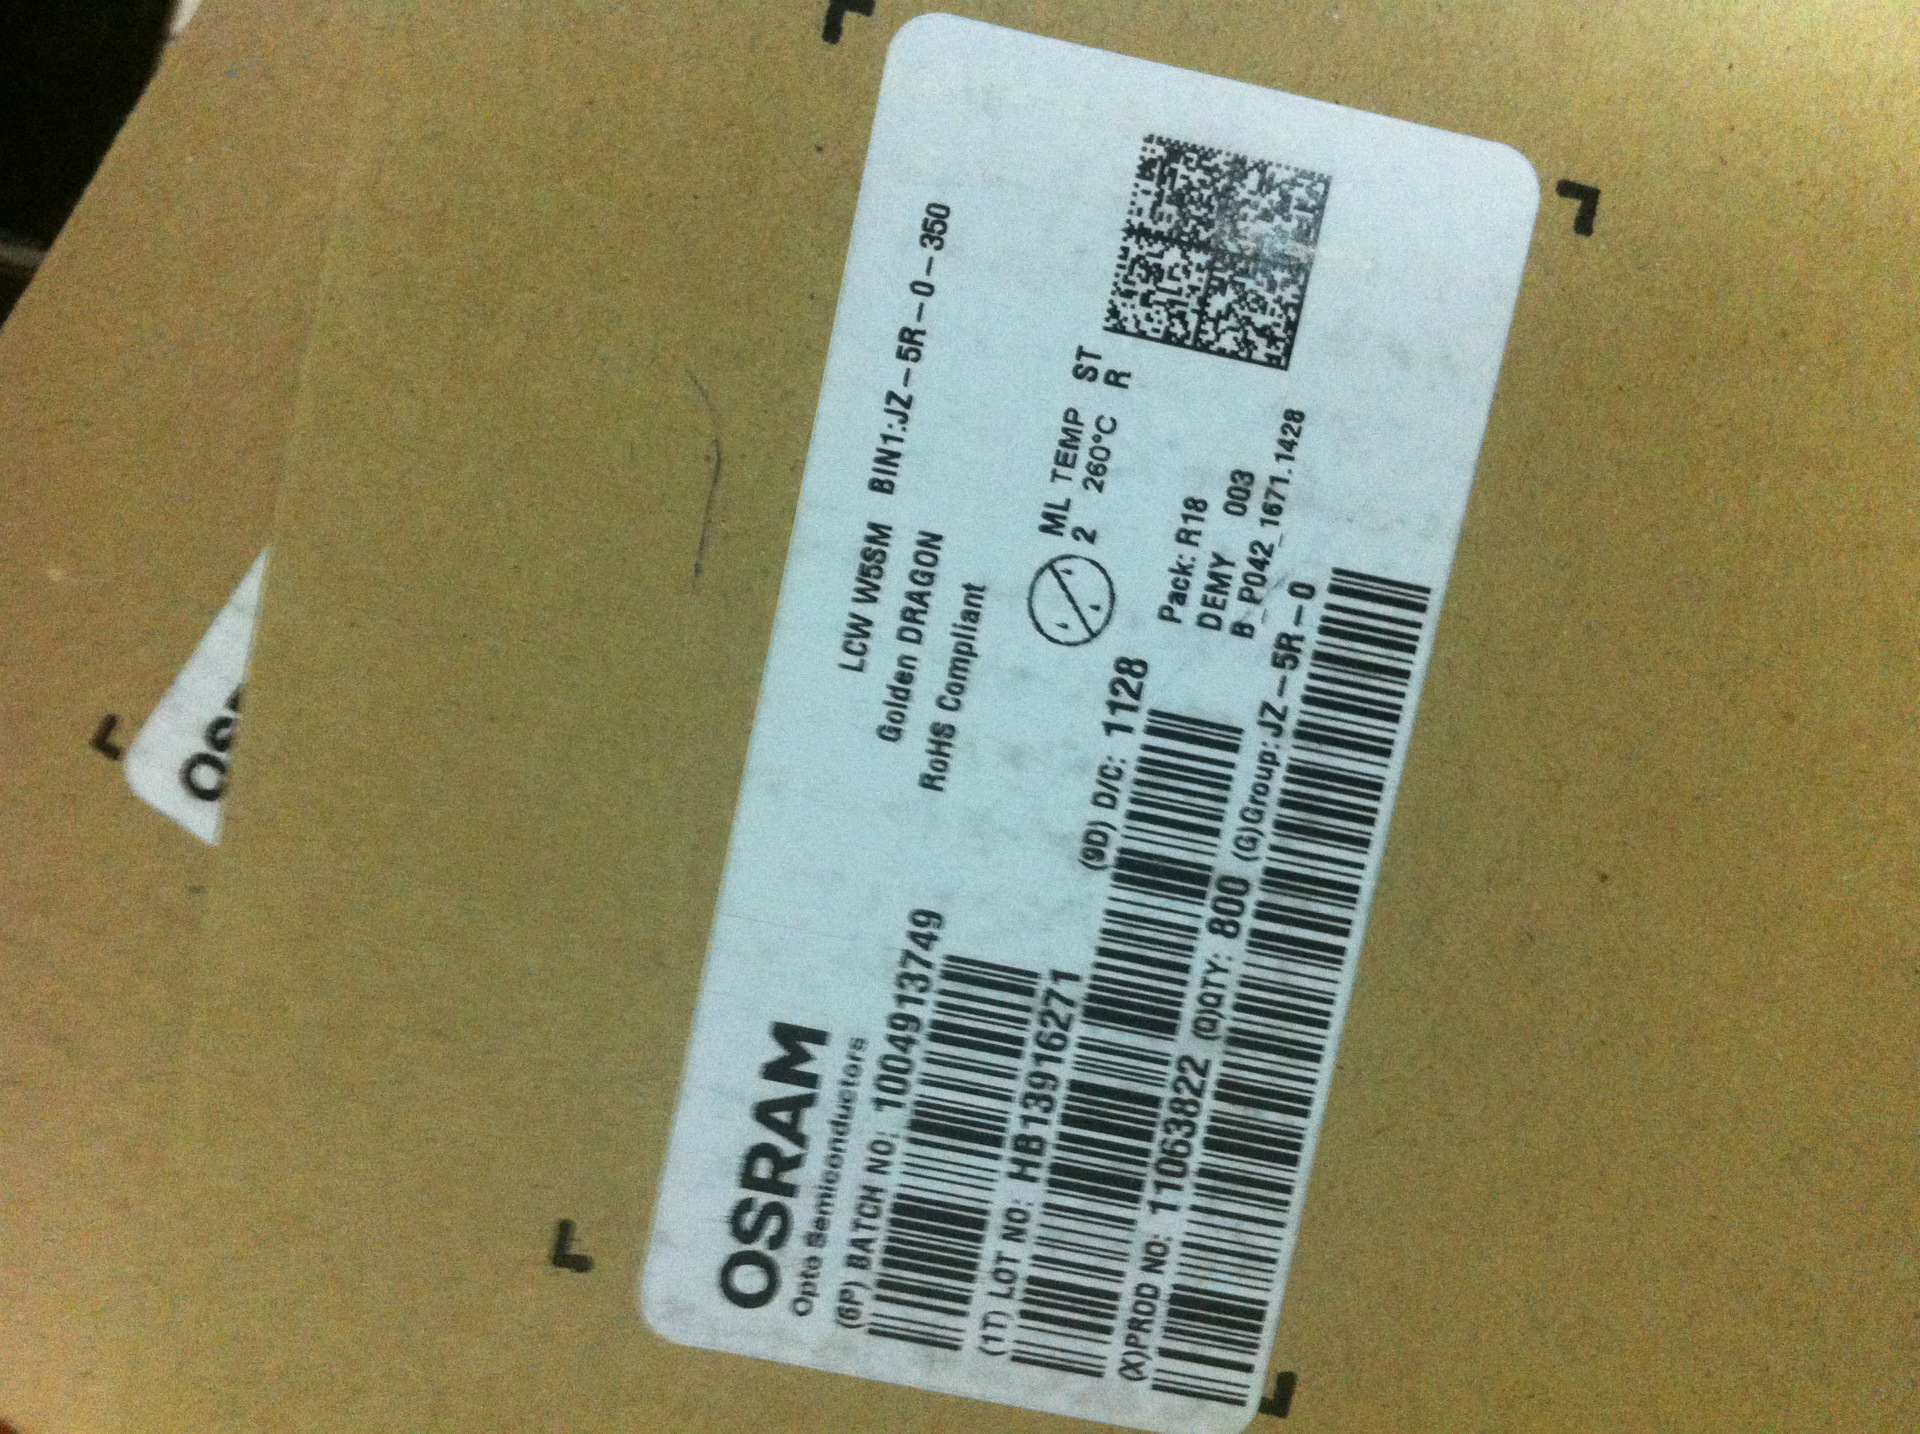 OSRAM
Opto Semiconductors
LCW W5SM BIN1:JZ-5R-0-350
Golden DRAGON
RoHS Compliant
(6P) BATCH NO: 1004913749
ML TEMP ST
2 260°C R
(1T) LOT NO: HB13916271 (9D) D/C: 1128
Pack: R18
DEMY 003
B_P042_1671.1428
(X)PROD NO: 11063822 (Q)QTY: 800 (G)Group:JZ-5R-0
OS